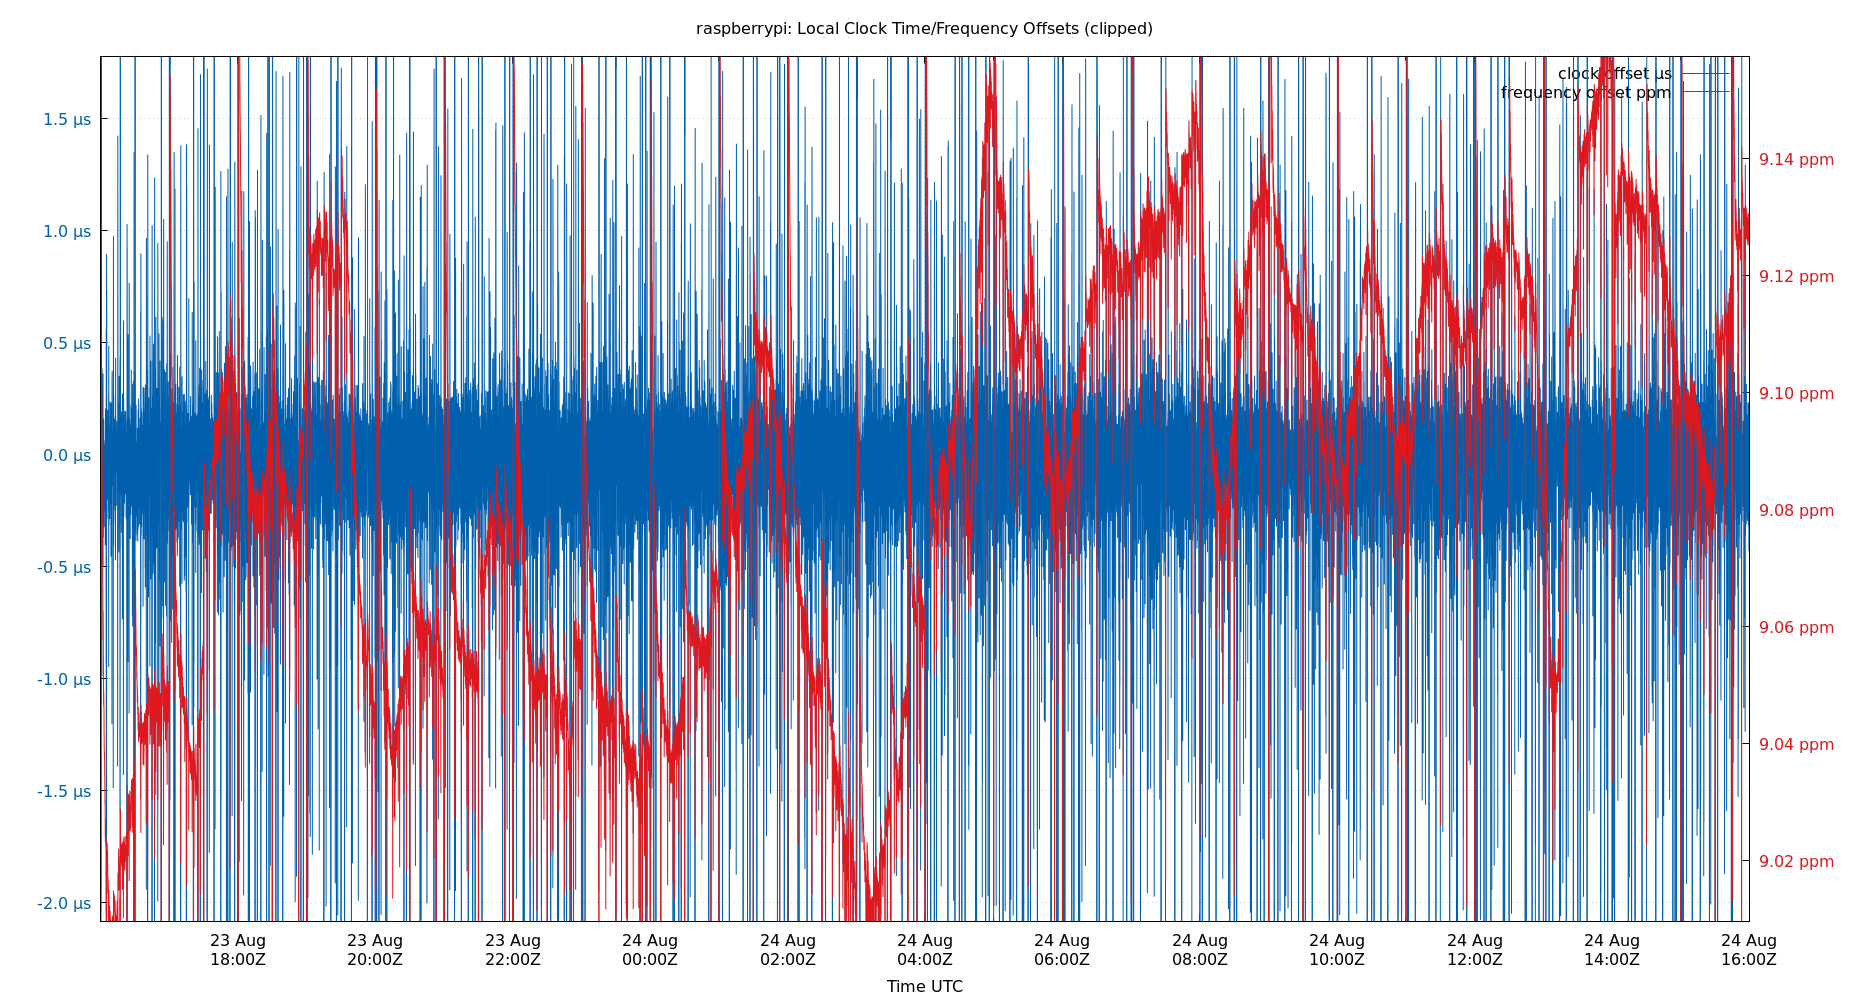 raspberrypi: Local Clock Time/Frequency Offsets (clipped)
clock offset µs
frequency offset ppm
1.5 µs
1.0 µs
0.5 µs
0.0 µs
-0.5 µs
-1.0 µs
-1.5 µs
-2.0 µs
9.14 ppm
9.12 ppm
9.10 ppm
9.08 ppm
9.06 ppm
9.04 ppm
9.02 ppm
23 Aug
18:00Z
23 Aug
20:00Z
23 Aug
22:00Z
24 Aug
00:00Z
24 Aug
02:00Z
24 Aug
04:00Z
24 Aug
06:00Z
24 Aug
08:00Z
24 Aug
10:00Z
24 Aug
12:00Z
24 Aug
14:00Z
24 Aug
16:00Z
Time UTC